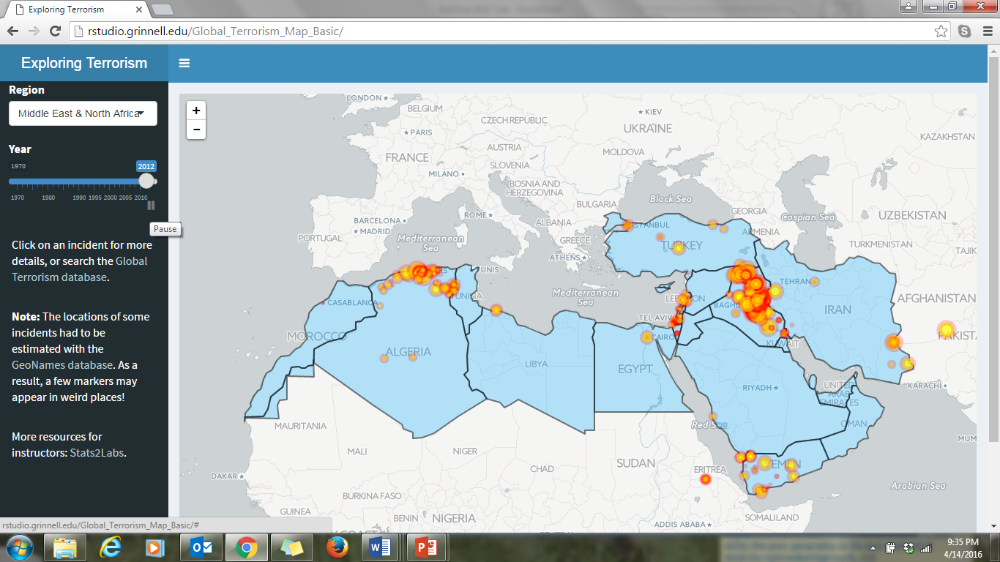 Exploring Terrorism
rstudio.grinnell.edu/Global_Terrorism_Map_Basic/
Exploring Terrorism
Region
Middle East & North Africa
Year
1970
2012
1970 1980 1990 1995 2000 2005 2010
Pause
Click on an incident for more
details, or search the Global
Terrorism database.
Note: The locations of some
incidents had to be
estimated with the
GeoNames database. As a
result, a few markers may
appear in weird places!
More resources for
instructors: Stats2Labs.
rstudio.grinnell.edu/Global_Terrorism_Map_Basic/#
+
−
LONDON
BELGIUM
CZECH REPUBLIC
KIEV
UKRAINE
KAZAKHSTAN
PARIS
FRANCE
AUSTRIA
MOLDOVA
SLOVENIA
MILANO
BOSNIA AND
HERZEGOVINA
BULGARIA
Black Sea
GEORGIA
Caspian Sea
UZBEKISTAN
BARCELONA
ROME
ALBANIA
ISTANBUL
ARMENIA
MADRID
PORTUGAL
Mediterranean
Sea
GREECE
TURKEY
TURKMENISTAN
ATHENS
TUNIS
TEHRAN
CASABLANCA
TUNISIA
Mediterranean
Sea
LEBANON
BAGHD
IRAN
AFGHANISTAN
TEL AVIV
MOROCCO
CAIRO
KUWAIT
PAKISTA
ALGERIA
LIBYA
EGYPT
RIYADH
UNITED
ARAB
EMIRATES
KARACHI
MAURITANIA
Red Sea
OMAN
MUM
MALI
NIGER
CHAD
SUDAN
ERITREA
YEMEN
DAKAR
Arabian Sea
BURKINA FASO
GUINEA
BENIN
NIGERIA
SOMALILAND
ADDIS ABABA
9:35 PM
4/14/2016